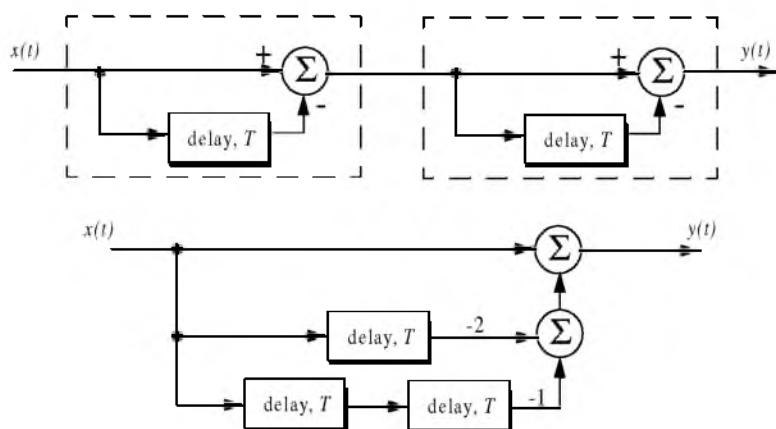 x(t) + Σ + Σ y(t)
- -
delay, T delay, T
x(t) Σ y(t)
delay, T -2 Σ
delay, T delay, T -1